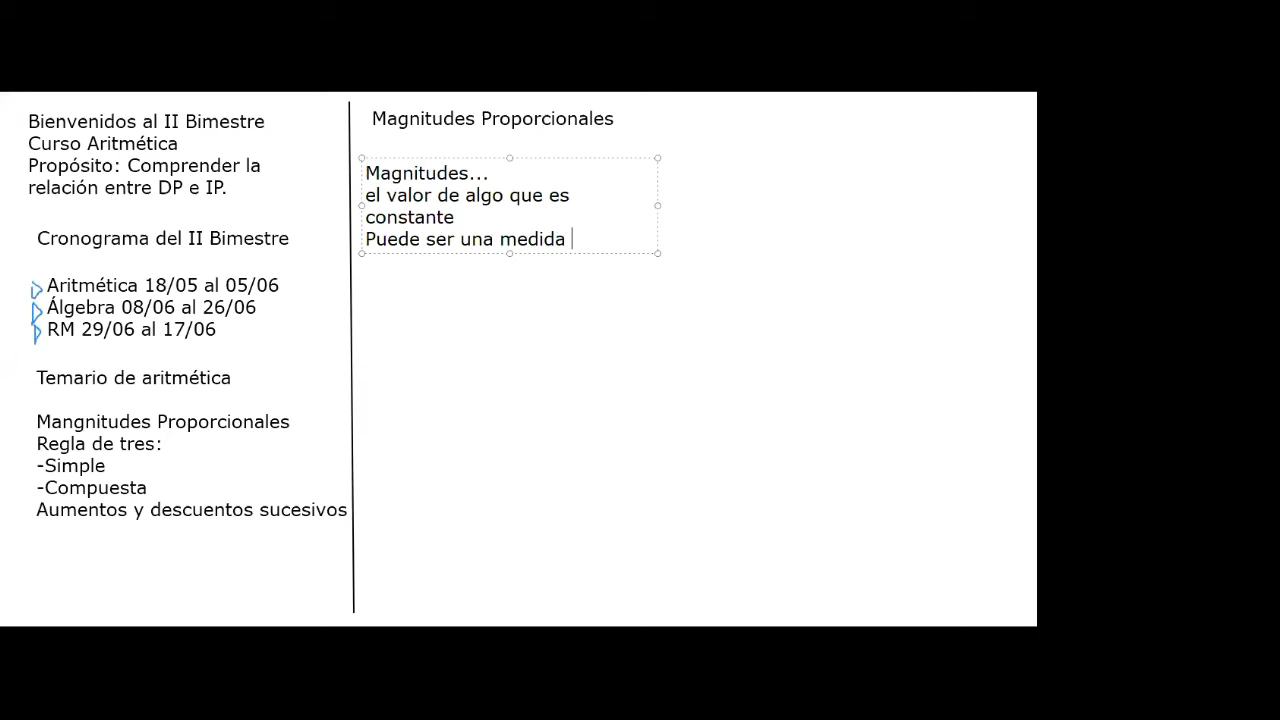 Bienvenidos al II Bimestre
Curso Aritmética
Propósito: Comprender la
relación entre DP e IP.
Cronograma del II Bimestre
Aritmética 18/05 al 05/06
Álgebra 08/06 al 26/06
RM 29/06 al 17/06
Temario de aritmética
Mangnitudes Proporcionales
Regla de tres:
-Simple
-Compuesta
Aumentos y descuentos sucesivos
Magnitudes Proporcionales
Magnitudes...
el valor de algo que es
constante
Puede ser una medida